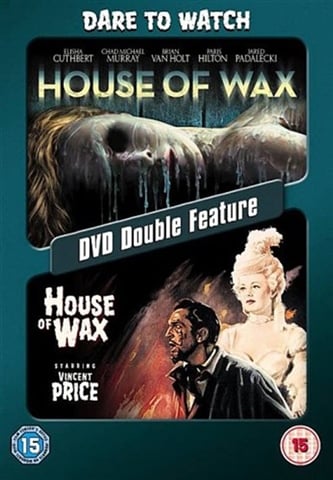 DARE TO WATCH
ELISHA CUTHBERT CHAD MICHAEL MURRAY BRIAN VAN HOLT PARIS HILTON JARED PADALECKI
HOUSE OF WAX
DVD Double Feature
HOUSE
OF WAX
STARRING
VINCENT
PRICE
15
15